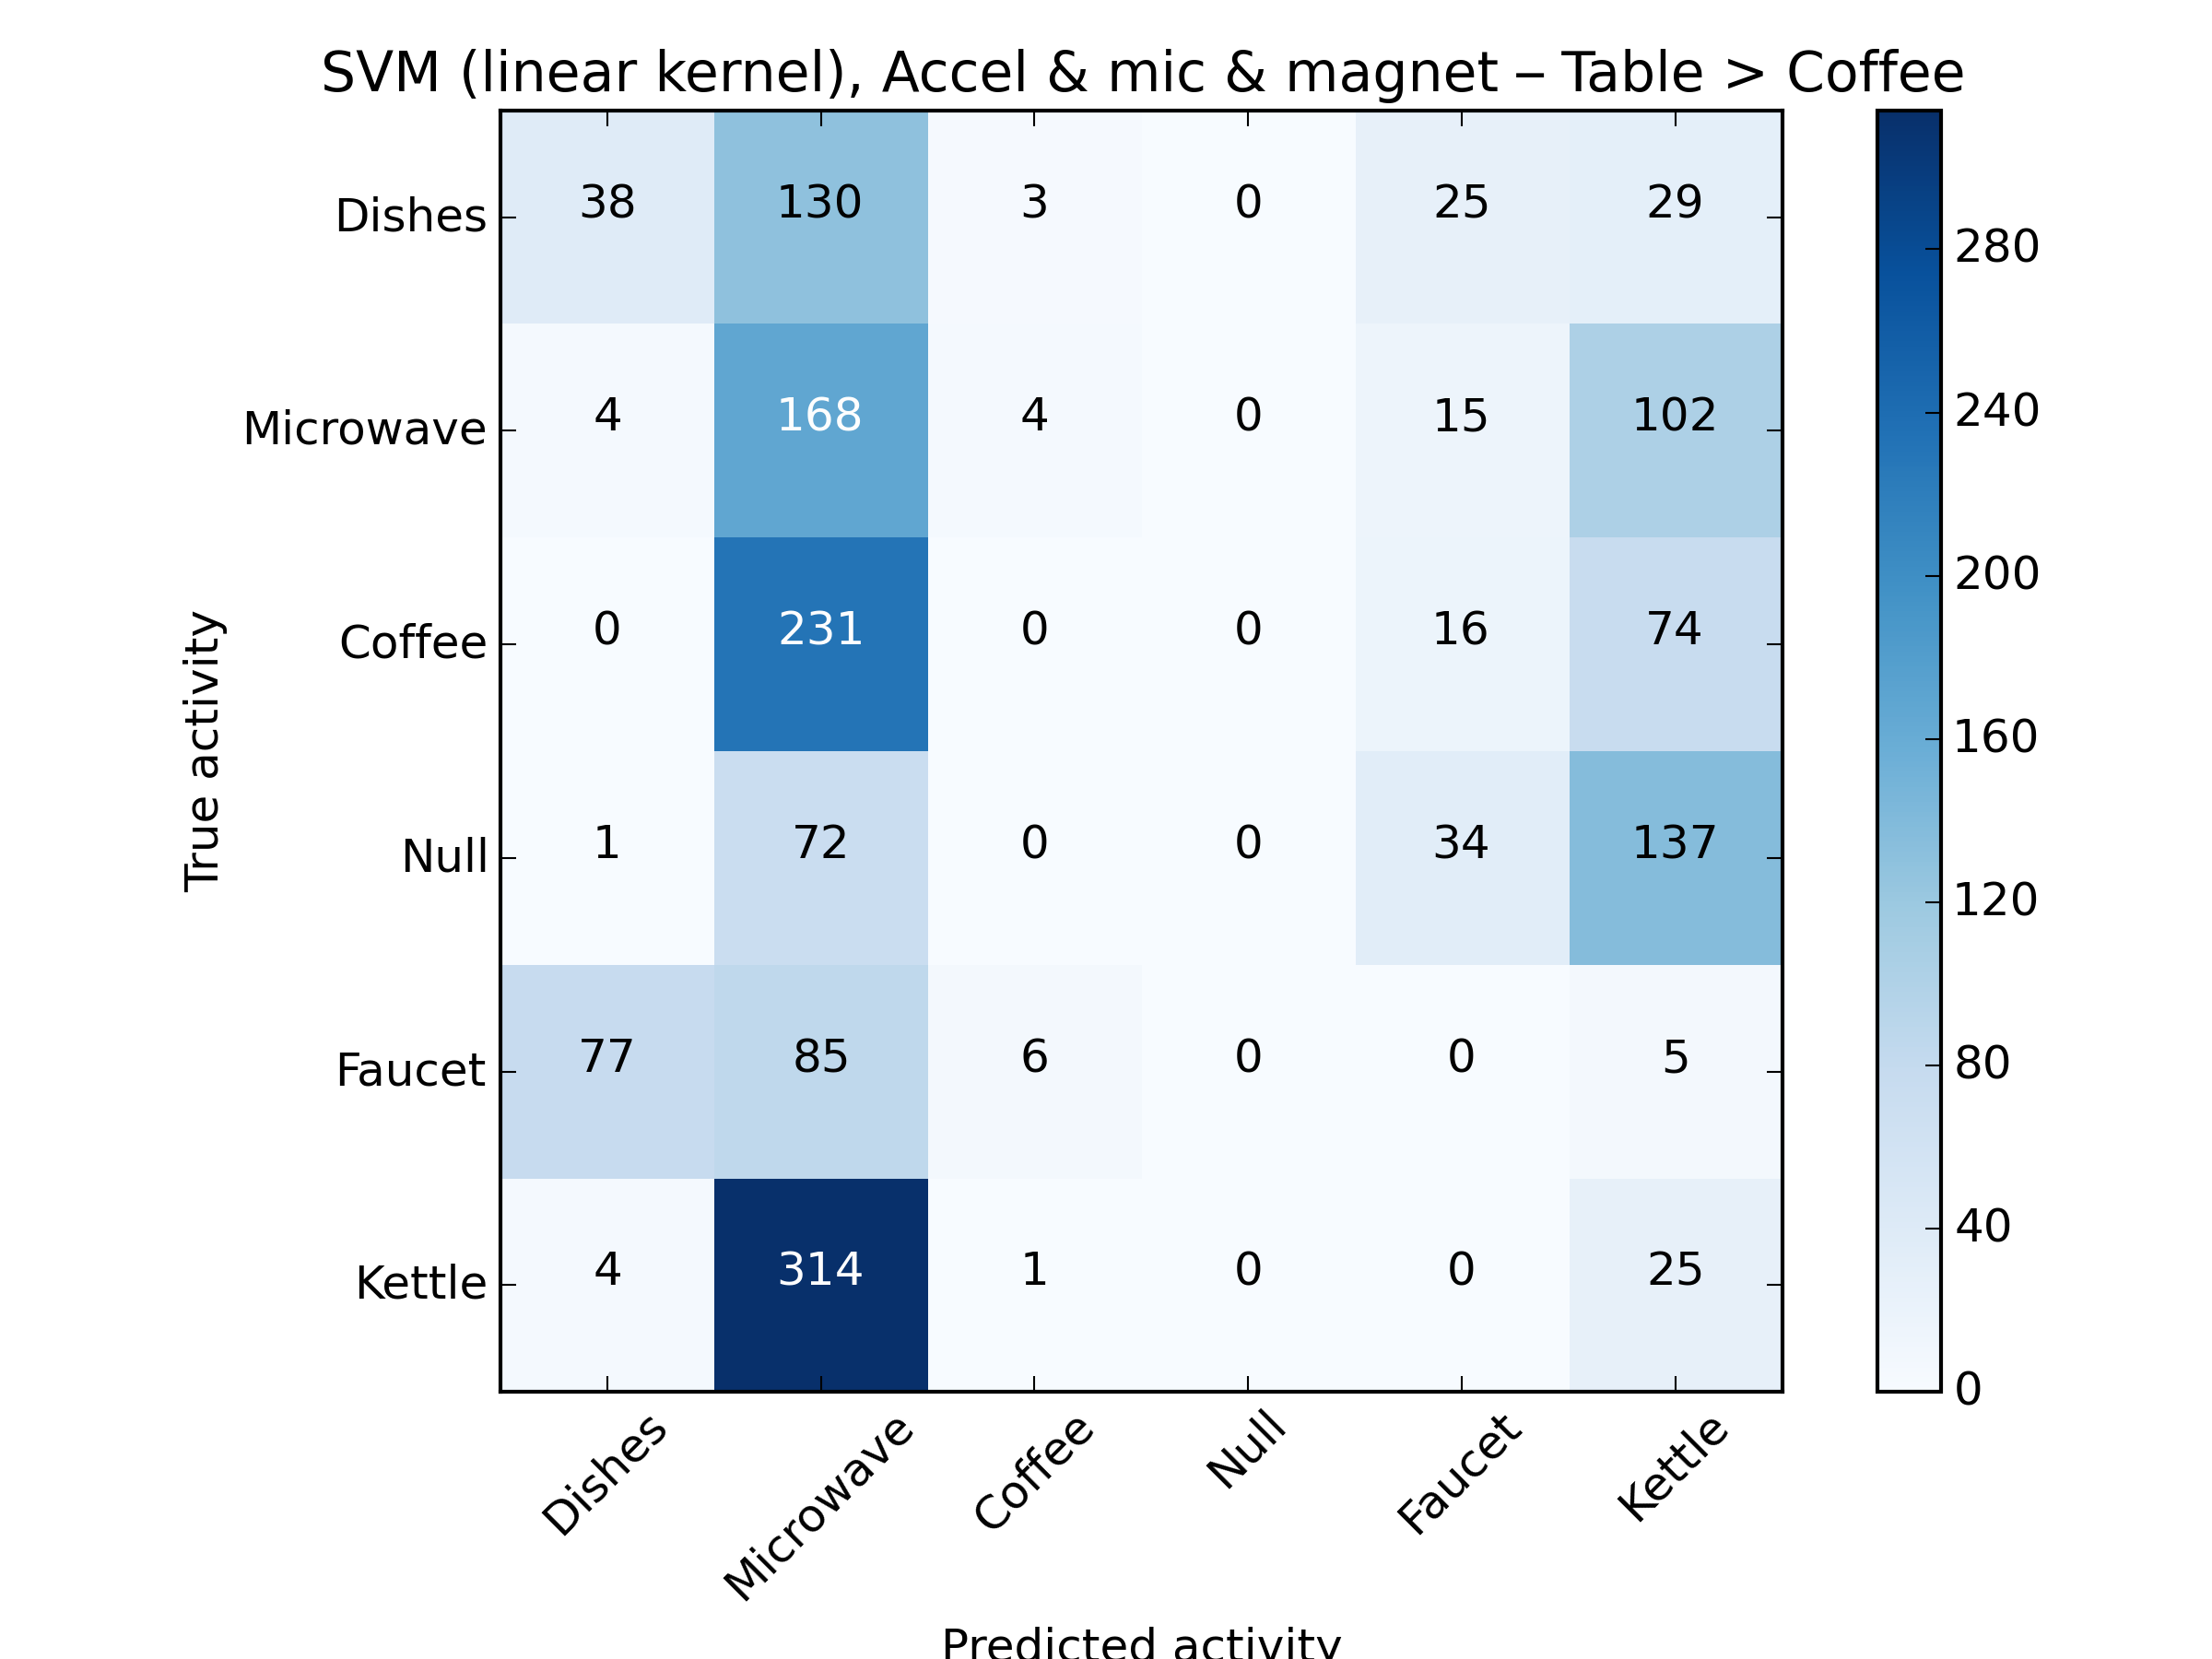 SVM (linear kernel), Accel & mic & magnet – Table > Coffee
Dishes 38 130 3 0 25 29
Microwave 4 168 4 0 15 102
Coffee 0 231 0 0 16 74
Null 1 72 0 0 34 137
Faucet 77 85 6 0 0 5
Kettle 4 314 1 0 0 25
True activity
Dishes Microwave Coffee Null Faucet Kettle
Predicted activity
280
240
200
160
120
80
40
0